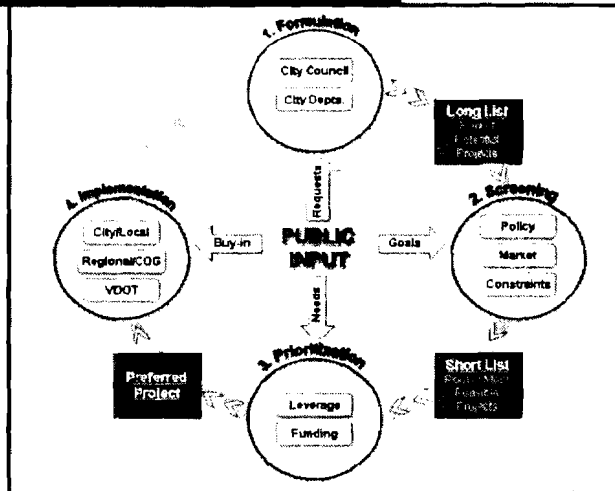 1. Formulation
City Council
City Depts.
Long List
Potential
Projects
Requests
4. Implementation
City/Local
Regional/COG
VDOT
Buy-in
PUBLIC
INPUT
Goals
2. Screening
Policy
Market
Constraints
Needs
3. Prioritization
Leverage
Funding
Preferred
Project
Short List
Projects